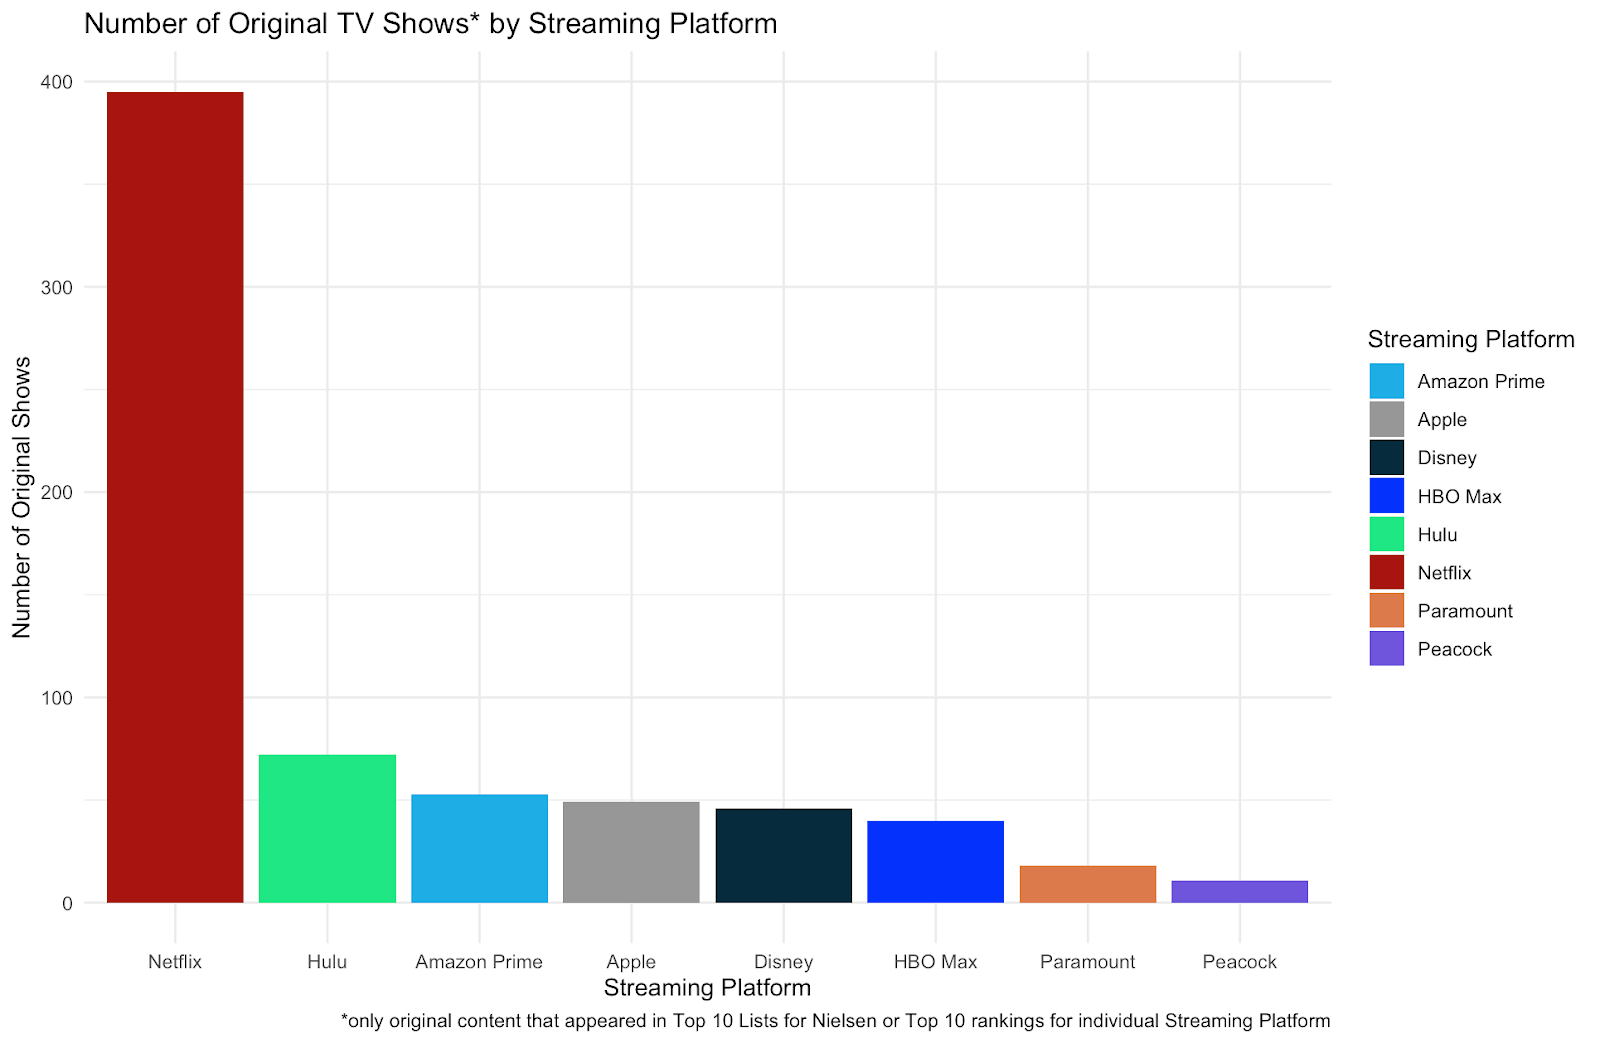 Number of Original TV Shows* by Streaming Platform
Number of Original Shows
400
300
200
100
0
Netflix
Hulu
Amazon Prime
Apple
Disney
HBO Max
Paramount
Peacock
Streaming Platform
*only original content that appeared in Top 10 Lists for Nielsen or Top 10 rankings for individual Streaming Platform
Streaming Platform
Amazon Prime
Apple
Disney
HBO Max
Hulu
Netflix
Paramount
Peacock